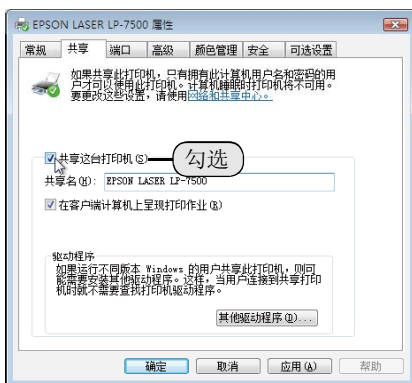 EPSON LASER LP-7500 属性
常规 共享 端口 高级 颜色管理 安全 可选设置
如果共享此打印机，只有拥有此计算机用户名和密码的用
户才可以使用此打印机。计算机睡眠时打印机将不可用。
要更改这些设置，请使用网络和共享中心。
共享这台打印机(S) 勾选
共享名(H)： EPSON LASER LP-7500
在客户端计算机上呈现打印作业(R)
驱动程序
如果运行不同版本 Windows 的用户共享此打印机，则可
能需要安装其他驱动程序。这样，当用户连接到共享打印
机时就不需要查找打印机驱动程序。
其他驱动程序(D)...
确定 取消 应用(A) 帮助